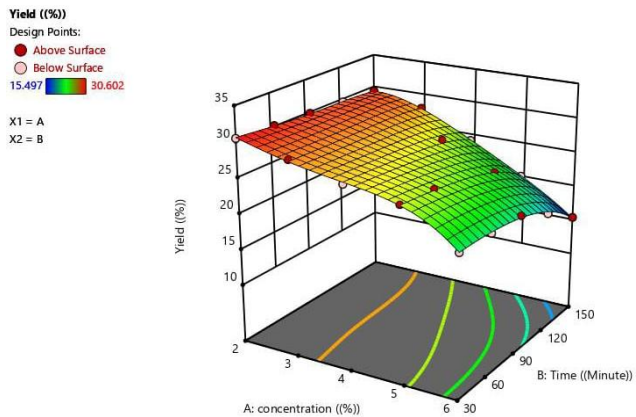 Yield ((%))
Design Points:
Above Surface
Below Surface
15.497 30.602
X1 = A
X2 = B
35
30
25
20
15
10
Yield ((%))
2
3
4
5
6
A: concentration ((%))
30
60
90
120
150
B: Time ((Minute))